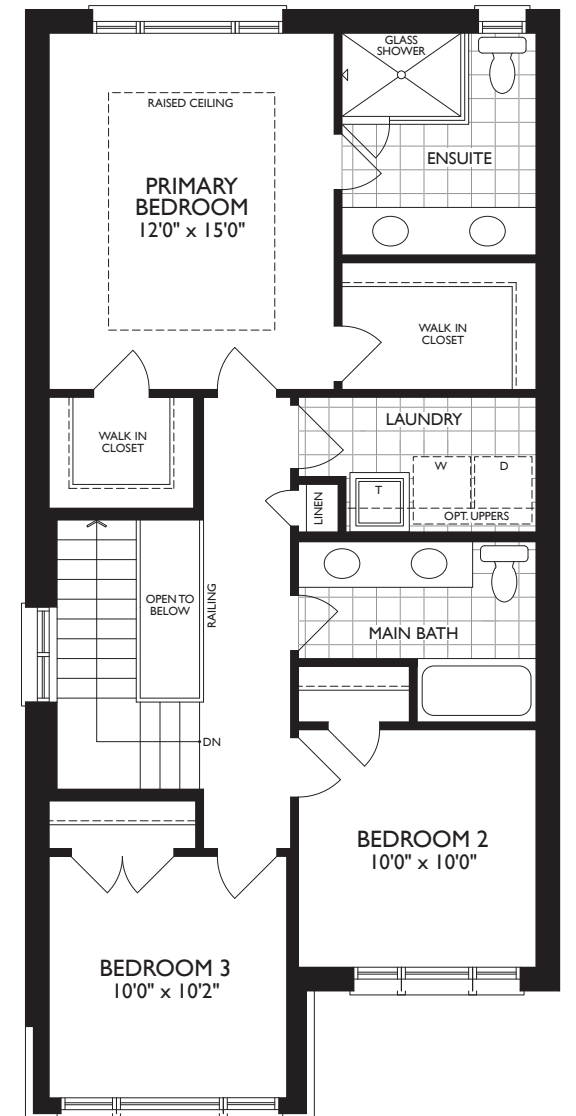 GLASS
SHOWER
RAISED CEILING
ENSUITE
PRIMARY
BEDROOM
12'0" x 15'0"
WALK IN
CLOSET
LAUNDRY
WALK IN
CLOSET
W
D
T
LINEN
OPT. UPPERS
OPEN TO
BELOW
RAILING
MAIN BATH
DN
BEDROOM 2
10'0" x 10'0"
BEDROOM 3
10'0" x 10'2"